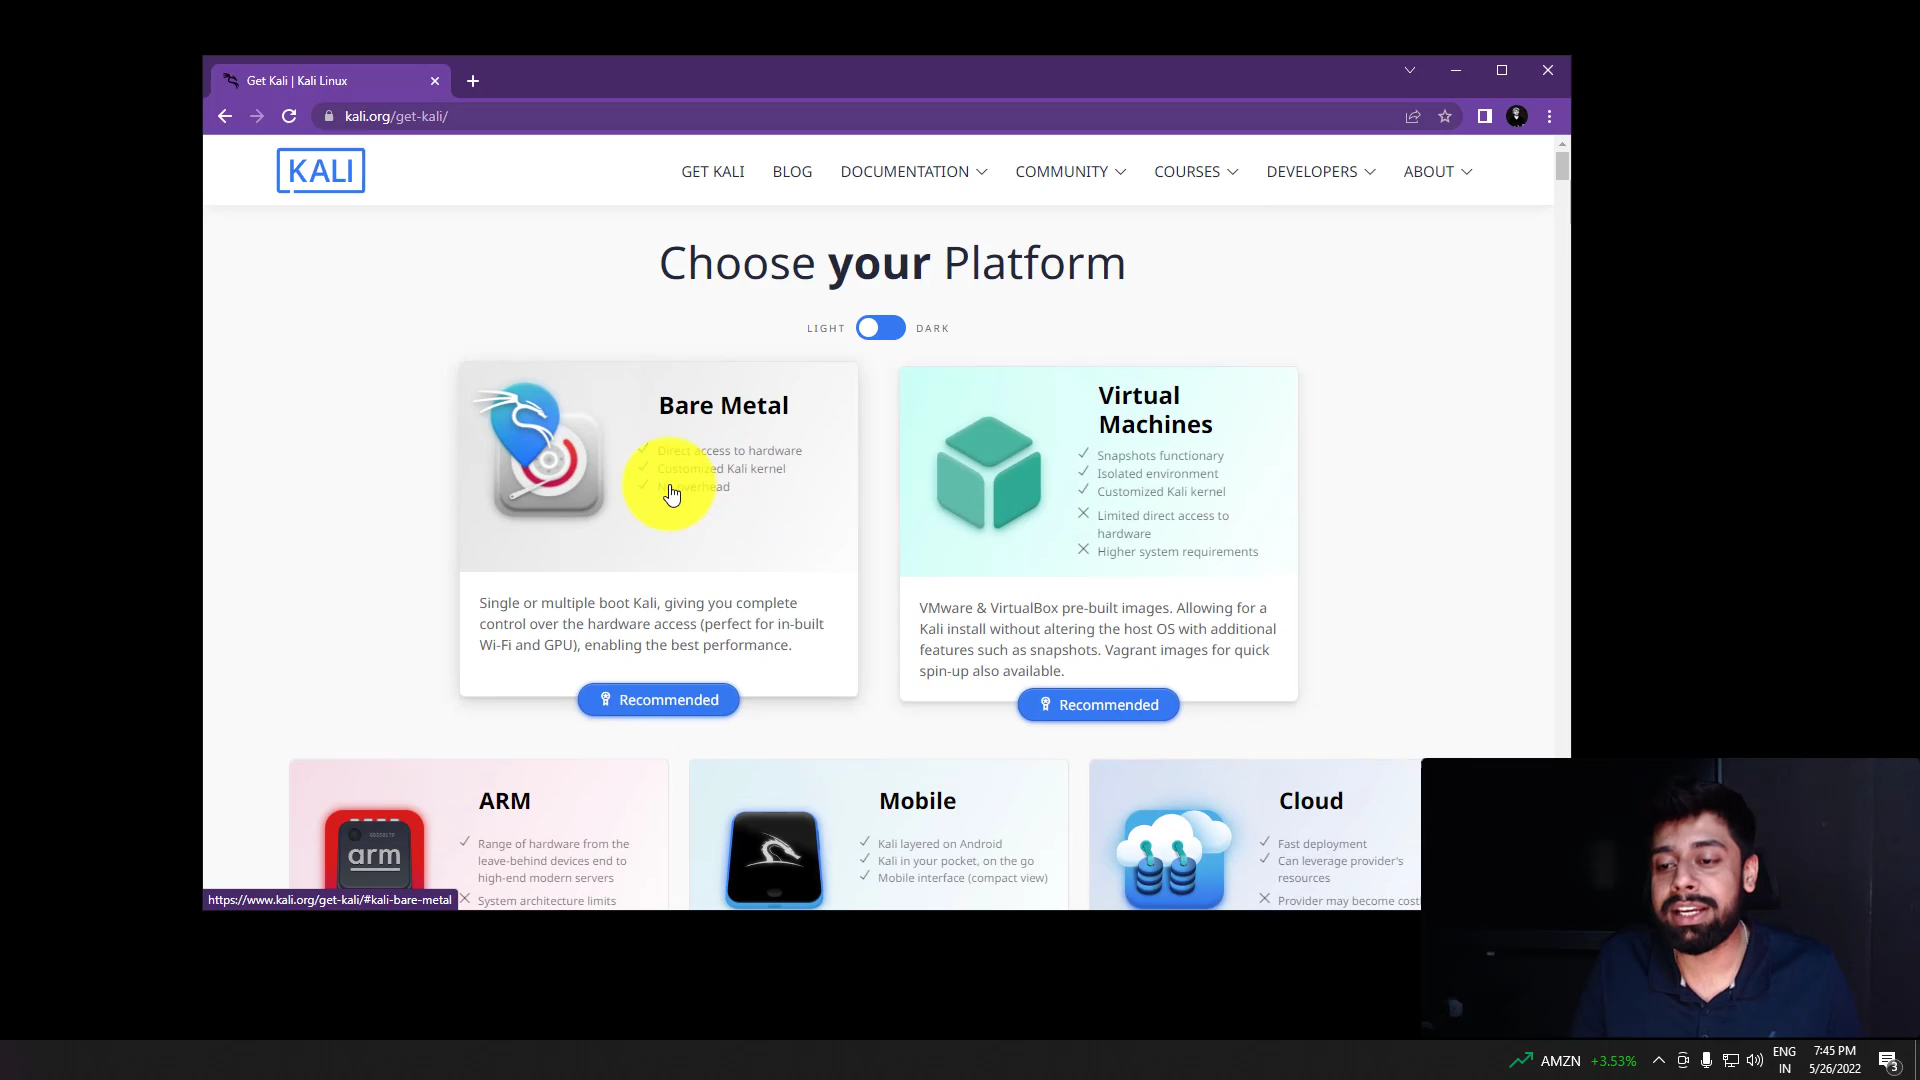 Get Kali | Kali Linux
kali.org/get-kali/
KALI
GET KALI BLOG DOCUMENTATION COMMUNITY COURSES DEVELOPERS ABOUT
Choose your Platform
LIGHT DARK
Bare Metal
Direct access to hardware
Customized Kali kernel
No overhead
Single or multiple boot Kali, giving you complete
control over the hardware access (perfect for in-built
Wi-Fi and GPU), enabling the best performance.
Recommended
Virtual
Machines
Snapshots functionary
Isolated environment
Customized Kali kernel
Limited direct access to
hardware
Higher system requirements
VMware & VirtualBox pre-built images. Allowing for a
Kali install without altering the host OS with additional
features such as snapshots. Vagrant images for quick
spin-up also available.
Recommended
ARM
arm
Range of hardware from the
leave-behind devices end to
high-end modern servers
System architecture limits
Mobile
Kali layered on Android
Kali in your pocket, on the go
Mobile interface (compact view)
Cloud
Fast deployment
Can leverage provider's
resources
Provider may become cost
https://www.kali.org/get-kali/#kali-bare-metal
AMZN +3.53%
ENG
IN
7:45 PM
5/26/2022
3